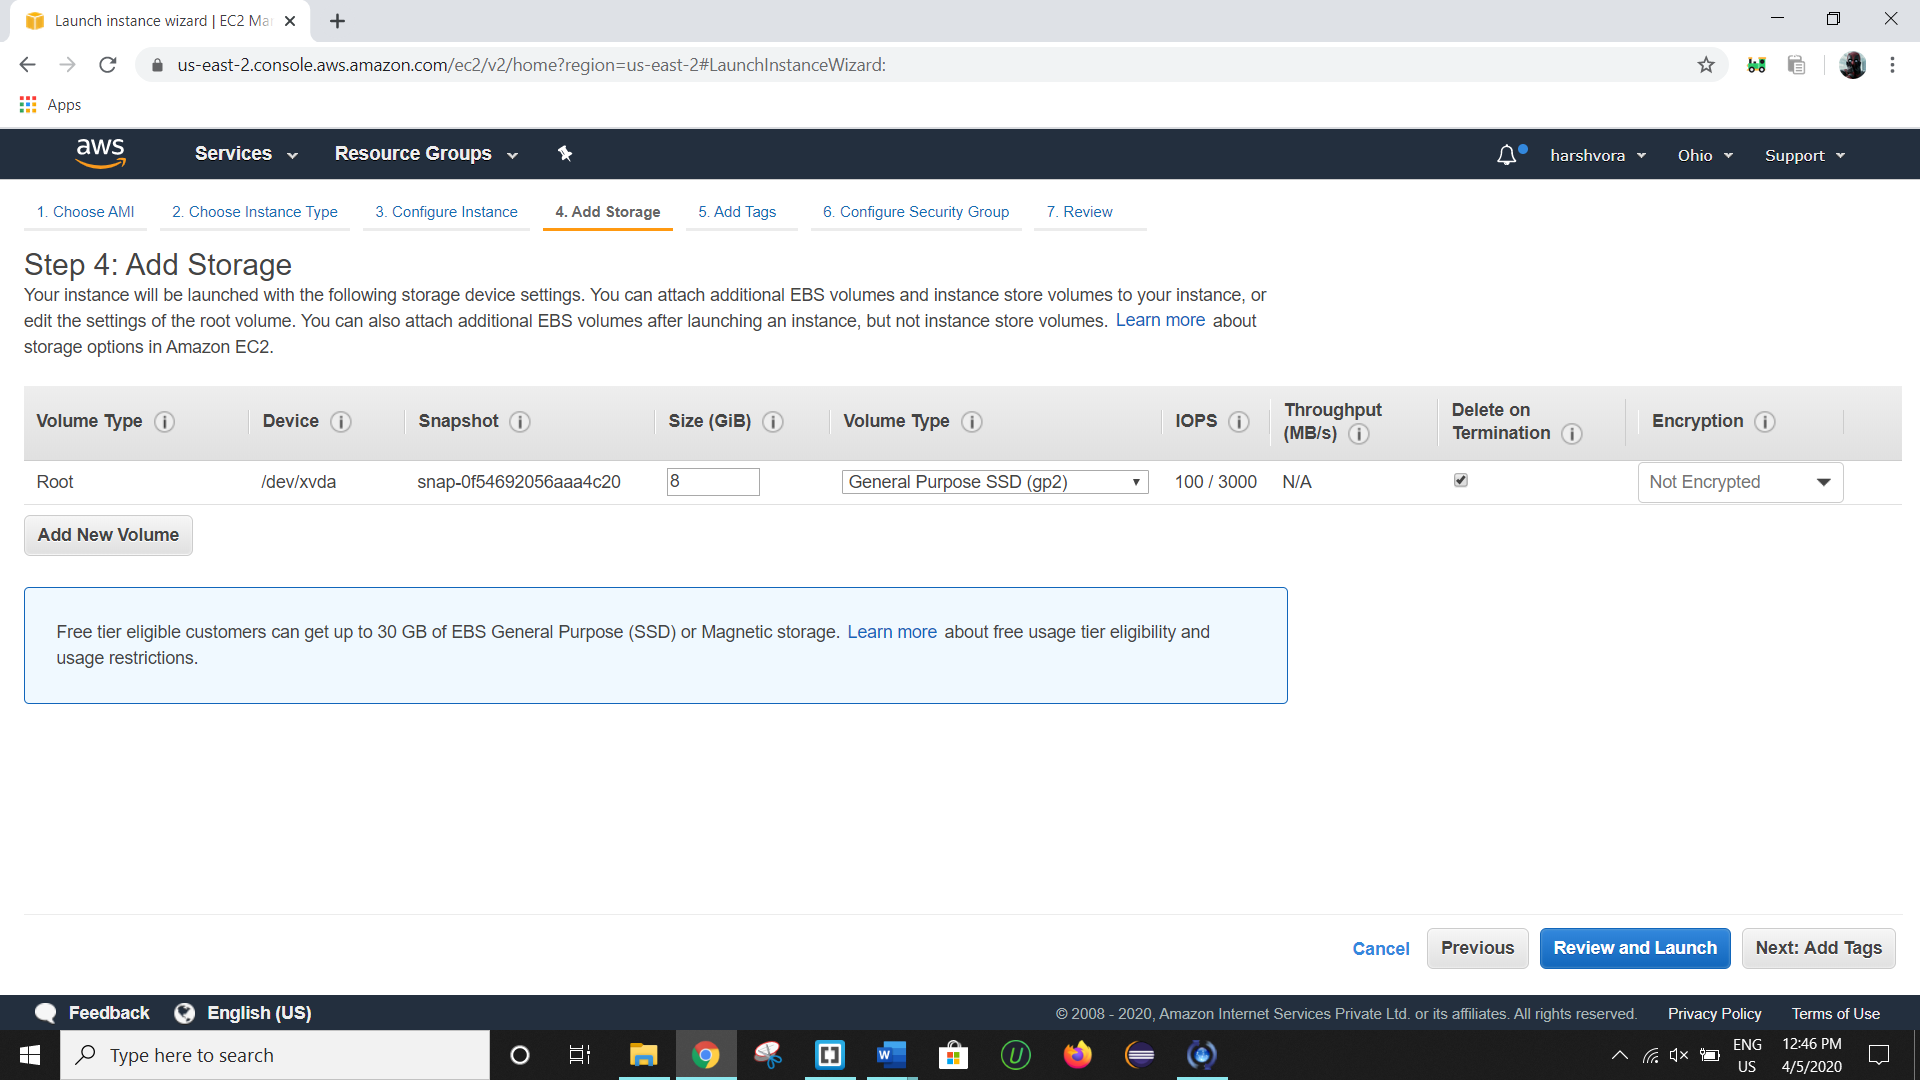 Launch instance wizard | EC2 Ma
us-east-2.console.aws.amazon.com/ec2/v2/home?region=us-east-2#LaunchInstanceWizard:
Apps
aws
Services
Resource Groups
harshvora
Ohio
Support
1. Choose AMI
2. Choose Instance Type
3. Configure Instance
4. Add Storage
5. Add Tags
6. Configure Security Group
7. Review
Step 4: Add Storage
Your instance will be launched with the following storage device settings. You can attach additional EBS volumes and instance store volumes to your instance, or
edit the settings of the root volume. You can also attach additional EBS volumes after launching an instance, but not instance store volumes. Learn more about
storage options in Amazon EC2.
Volume Type i Device i Snapshot i Size (GiB) i Volume Type i IOPS i Throughput (MB/s) i Delete on Termination i Encryption i
Root /dev/xvda snap-0f54692056aaa4c20 8 General Purpose SSD (gp2) 100 / 3000 N/A Not Encrypted
Add New Volume
Free tier eligible customers can get up to 30 GB of EBS General Purpose (SSD) or Magnetic storage. Learn more about free usage tier eligibility and
usage restrictions.
Cancel
Previous
Review and Launch
Next: Add Tags
Feedback
English (US)
© 2008 - 2020, Amazon Internet Services Private Ltd. or its affiliates. All rights reserved.
Privacy Policy
Terms of Use
Type here to search
W
U
ENG
US
12:46 PM
4/5/2020